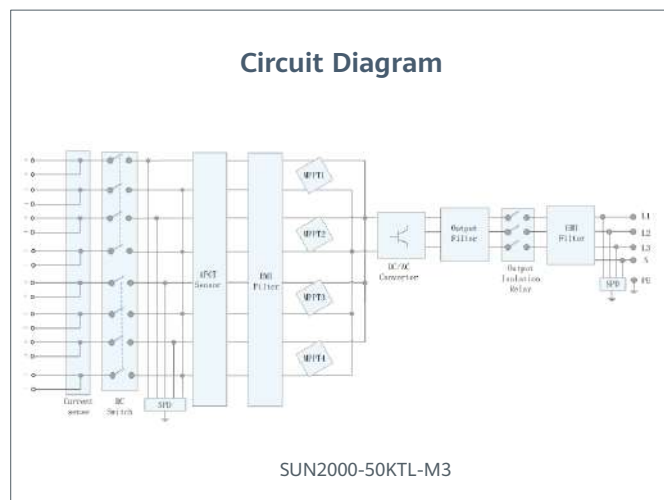 Circuit Diagram
MPPT1
MPPT2
MPPT3
MPPT4
AFCI
Sensor
EMI
Filter
DC/AC
Converter
Output
Filter
Output
Isolation
Relay
EMI
Filter
L1
L2
L3
N
PE
SPD
Current
sense
DC
Switch
SPD
SUN2000-50KTL-M3